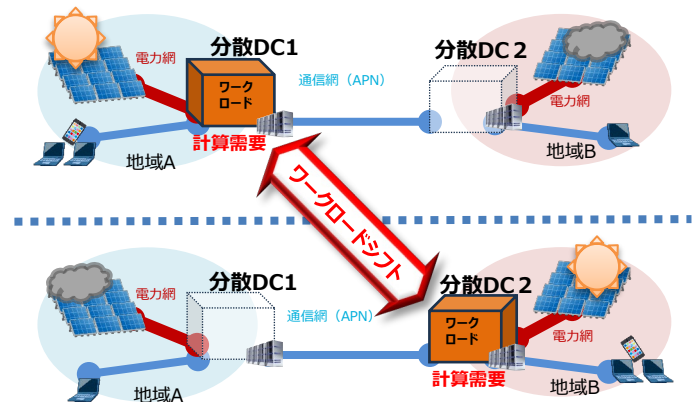 分散DC1
分散DC２
電力網
ワーク
ロード
通信網（APN）
電力網
計算需要
地域A
地域B
ワークロードシフト
分散DC1
分散DC２
電力網
通信網（APN）
ワーク
ロード
電力網
計算需要
地域A
地域B